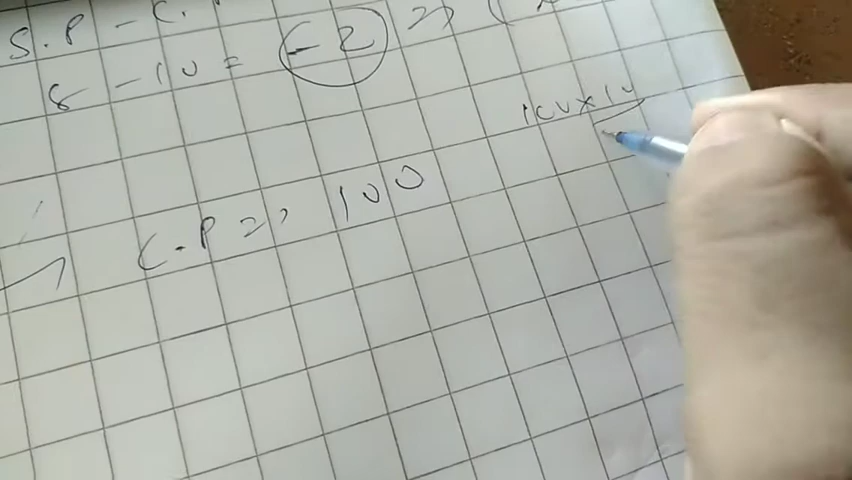 S.P - C.
8 - 10 = -2 => (
100 x 10
C.P => 100